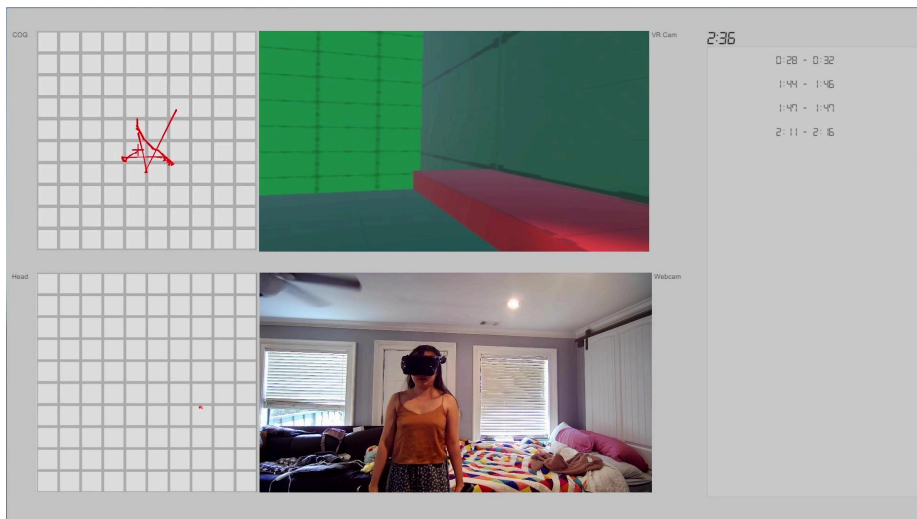 COG
VR Cam
2:36
0:28 - 0:32
1:44 - 1:46
1:47 - 1:47
2:11 - 2:16
Head
Webcam